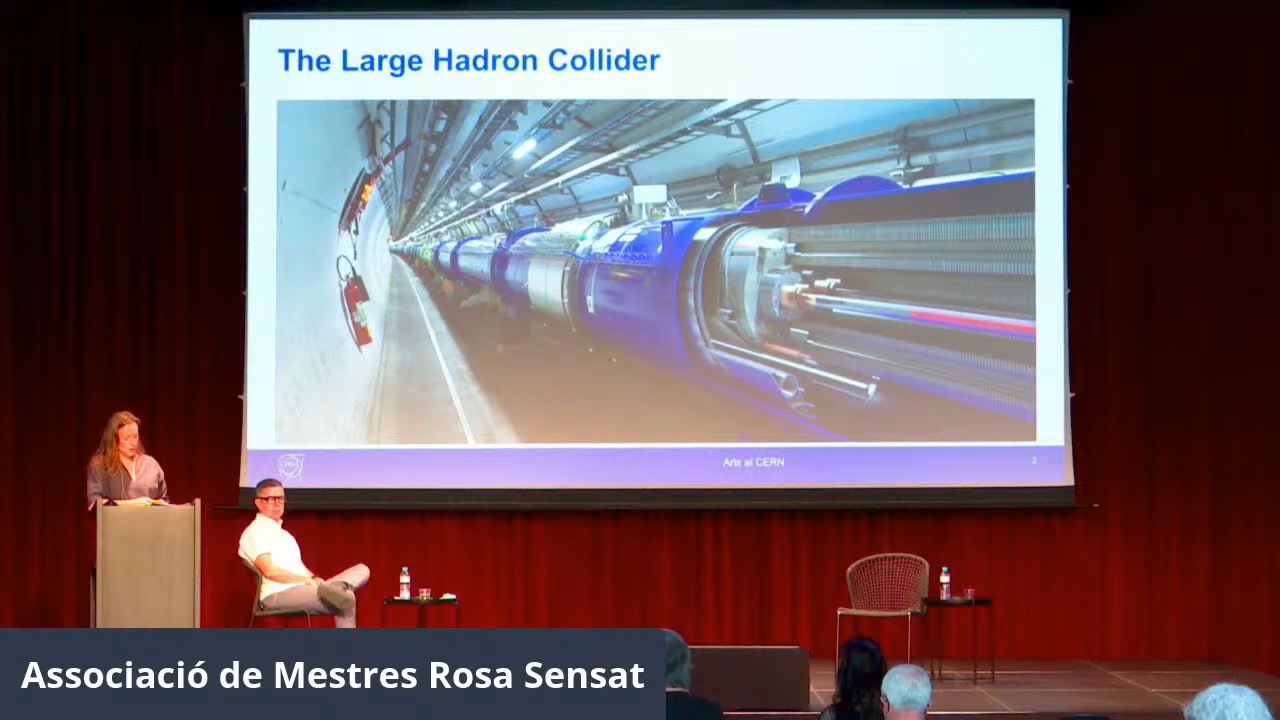 The Large Hadron Collider
Arts at CERN
2
Associació de Mestres Rosa Sensat